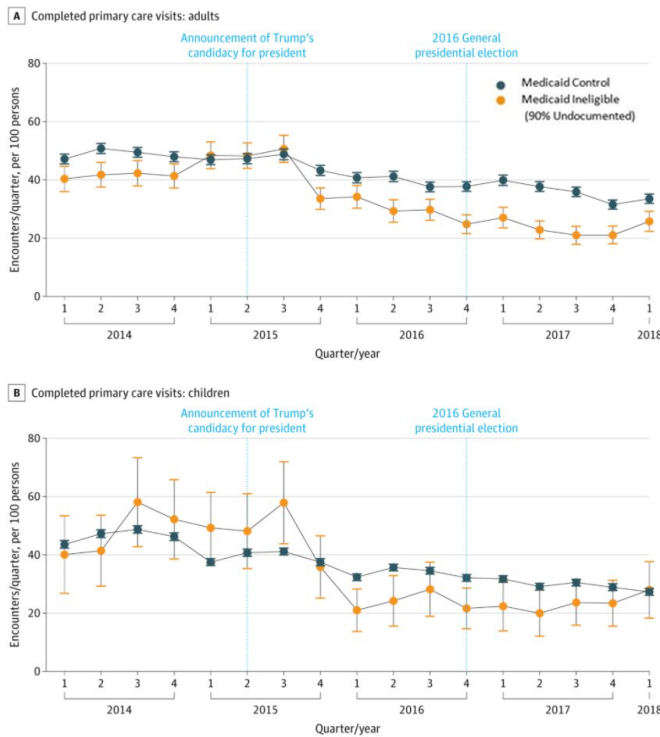 A Completed primary care visits: adults
Announcement of Trump's
candidacy for president
2016 General
presidential election
Medicaid Control
Medicaid Ineligible
(90% Undocumented)
Encounters/quarter, per 100 persons
80
60
40
20
0
1 2 3 4 1 2 3 4 1 2 3 4 1 2 3 4 1
2014 2015 2016 2017 2018
Quarter/year
B Completed primary care visits: children
Announcement of Trump's
candidacy for president
2016 General
presidential election
Encounters/quarter, per 100 persons
80
60
40
20
0
1 2 3 4 1 2 3 4 1 2 3 4 1 2 3 4 1
2014 2015 2016 2017 2018
Quarter/year